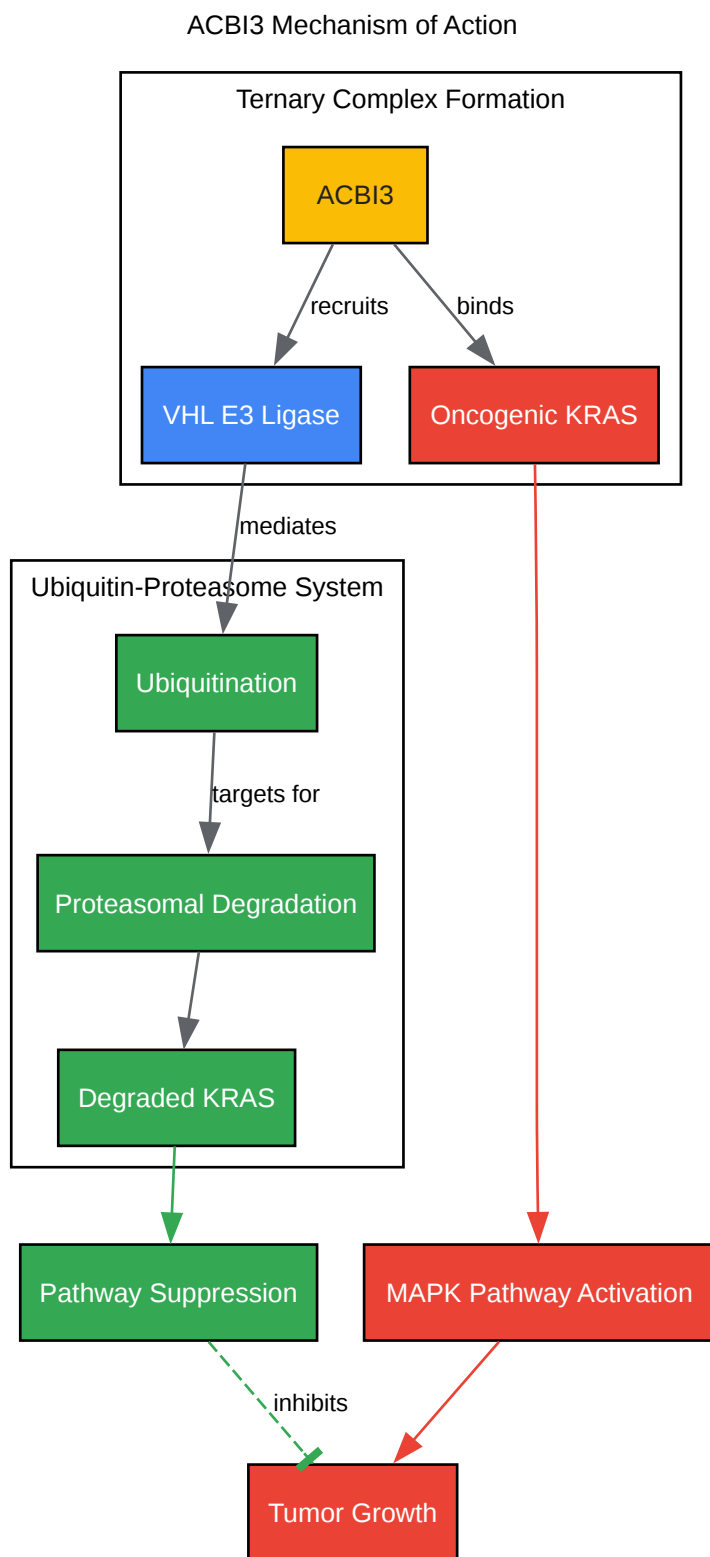 ACBI3 Mechanism of Action
Ternary Complex Formation
ACBI3
recruits
binds
VHL E3 Ligase
Oncogenic KRAS
mediates
Ubiquitin-Proteasome System
Ubiquitination
targets for
Proteasomal Degradation
Degraded KRAS
Pathway Suppression
MAPK Pathway Activation
inhibits
Tumor Growth